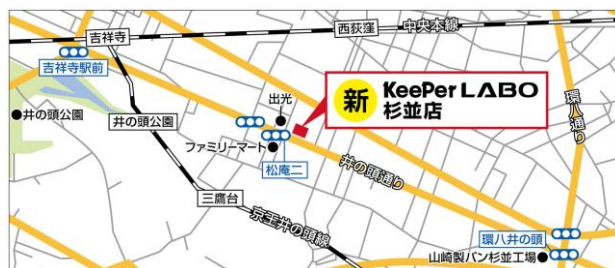 吉祥寺
西荻窪
中央本線
吉祥寺駅前
井の頭公園
井の頭公園
出光
新
KeePer LABO
杉並店
環八通り
ファミリーマート
松庵二
井の頭通り
三鷹台
京王井の頭線
環八井の頭
山崎製パン杉並工場